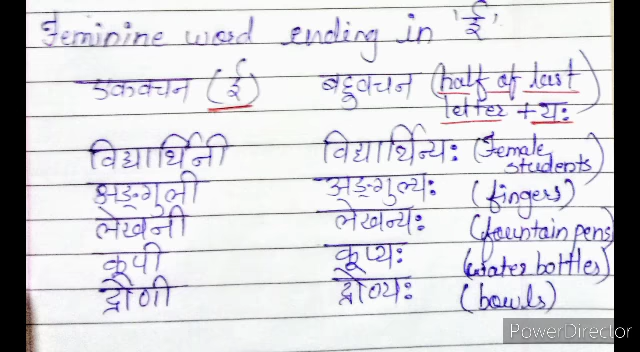 Feminine word ending in 'ई'
एकवचन (ई) बहुवचन (half of last letter + यः)
विद्यार्थिनी विद्यार्थिन्यः (Female students)
अङ्गुली अङ्गुल्यः (fingers)
लेखनी लेखन्यः (fountain pens)
कूपी कूप्यः (water bottles)
द्रोणी द्रोण्यः (bowls)
PowerDirector